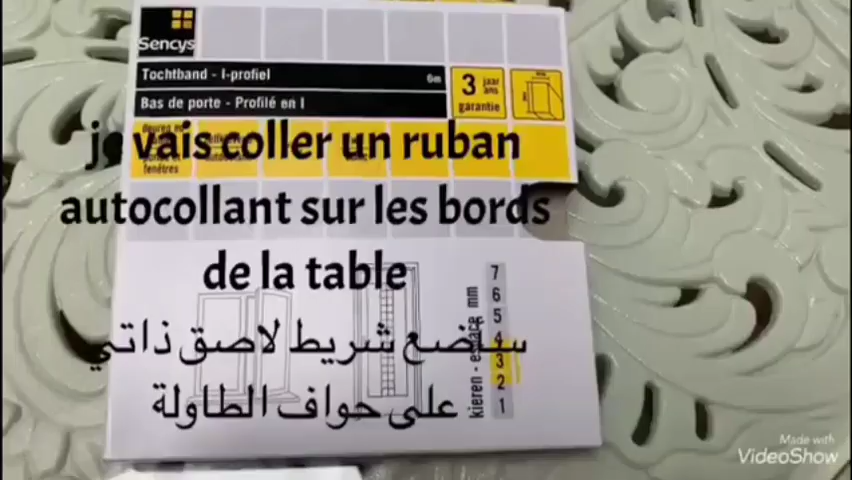 Sencys
Tochtband - I-profiel 6m
Bas de porte - Profilé en I
3 jaar ans garantie
je vais coller un ruban
fenêtres
autocollant sur les bords
de la table
سنضع شريط لاصق ذاتي
على حواف الطاولة
kieren - espace mm
7
6
5
4
3
2
1
Made with
VideoShow